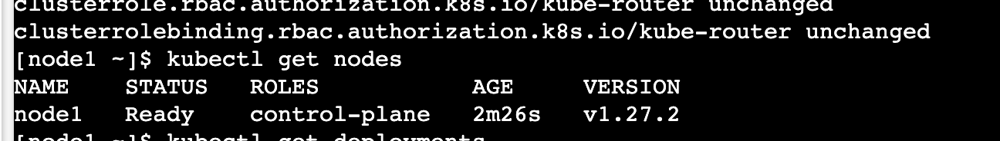 clusterrole.rbac.authorization.k8s.io/kube-router unchanged
clusterrolebinding.rbac.authorization.k8s.io/kube-router unchanged
[node1 ~]$ kubectl get nodes
NAME STATUS ROLES AGE VERSION
node1 Ready control-plane 2m26s v1.27.2
[node1 ~]$ kubectl get deployments